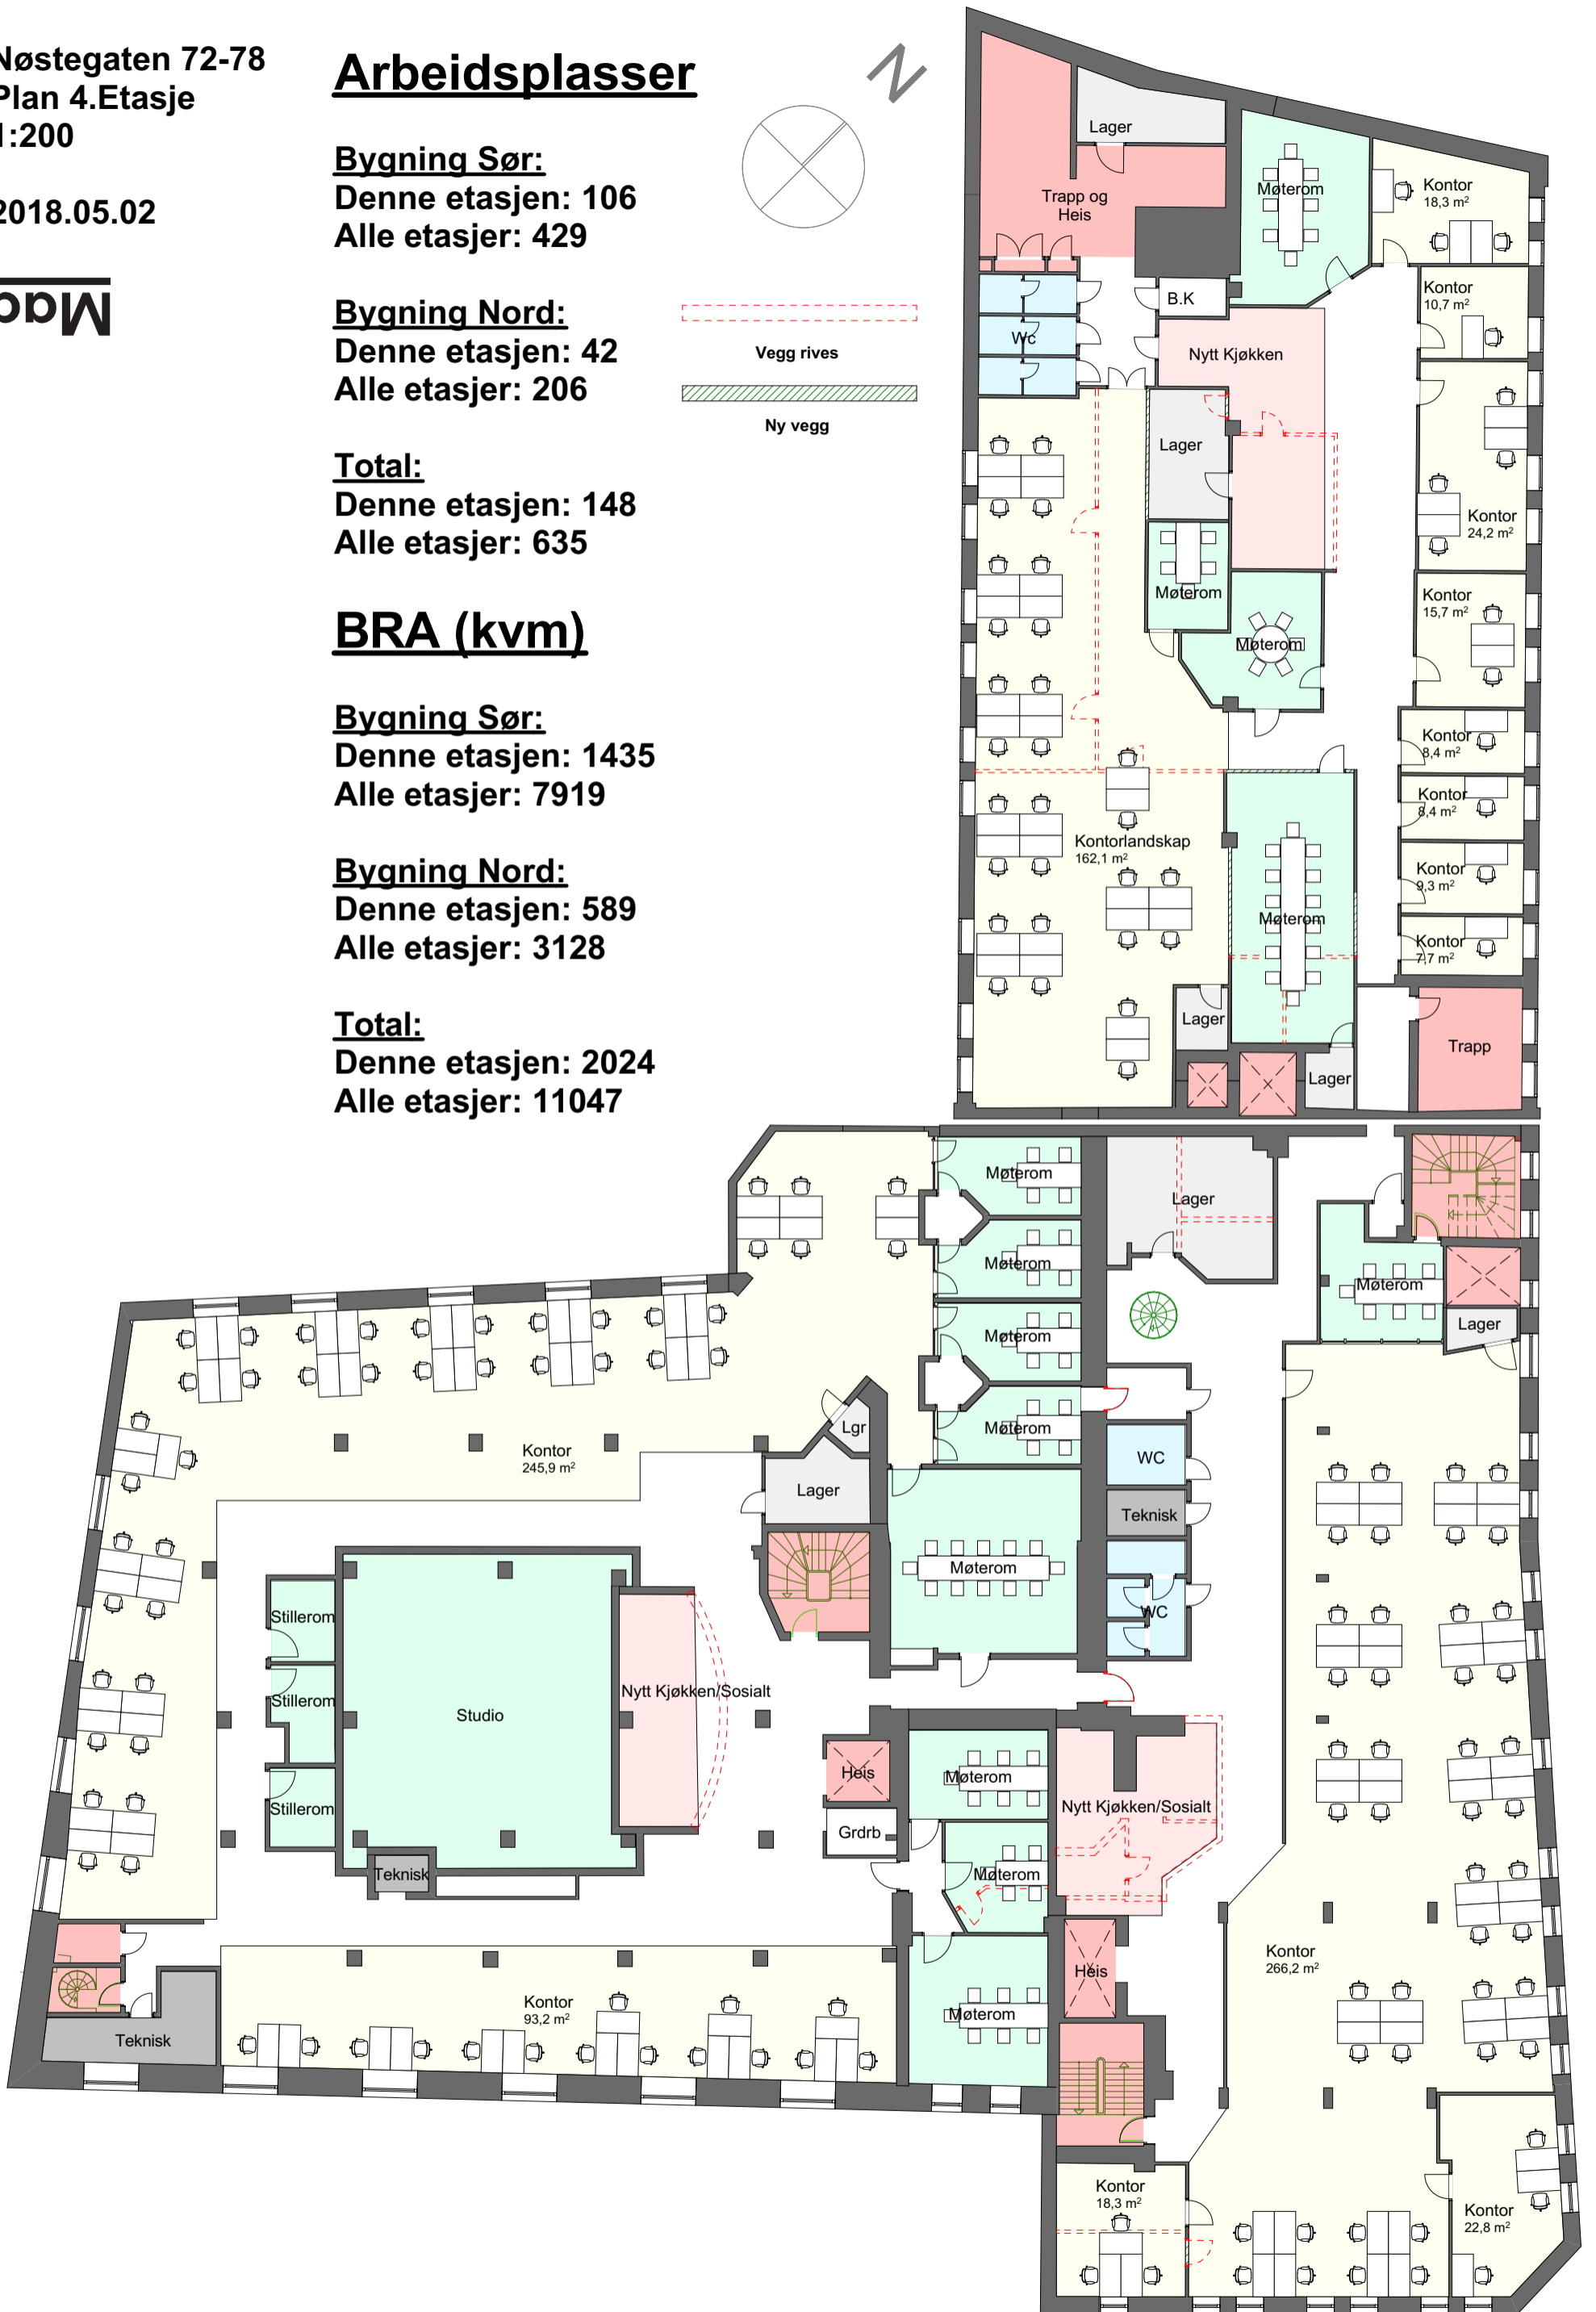 Nøstegaten 72-78
Plan 4.Etasje
1:200
2018.05.02
Mad
Arbeidsplasser
Bygning Sør:
Denne etasjen: 106
Alle etasjer: 429
Bygning Nord:
Denne etasjen: 42
Alle etasjer: 206
Total:
Denne etasjen: 148
Alle etasjer: 635
BRA (kvm)
Bygning Sør:
Denne etasjen: 1435
Alle etasjer: 7919
Bygning Nord:
Denne etasjen: 589
Alle etasjer: 3128
Total:
Denne etasjen: 2024
Alle etasjer: 11047
N
Vegg rives
Ny vegg
Lager
Trapp og
Heis
Møterom
Kontor
18,3 m²
Kontor
10,7 m²
B.K
Wc
Nytt Kjøkken
Lager
Kontor
24,2 m²
Møterom
Møterom
Kontor
15,7 m²
Kontor
8,4 m²
Kontor
8,4 m²
Kontorlandskap
162,1 m²
Kontor
9,3 m²
Møterom
Kontor
7,7 m²
Lager
Lager
Trapp
Møterom
Lager
Møterom
Møterom
Lager
Møterom
Møterom
Lgr
Kontor
245,9 m²
Lager
WC
Teknisk
Møterom
WC
Stillerom
Stillerom
Stillerom
Studio
Nytt Kjøkken/Sosialt
Heis
Møterom
Nytt Kjøkken/Sosialt
Grdrb
Møterom
Teknisk
Kontor
266,2 m²
Heis
Kontor
93,2 m²
Møterom
Teknisk
Kontor
18,3 m²
Kontor
22,8 m²